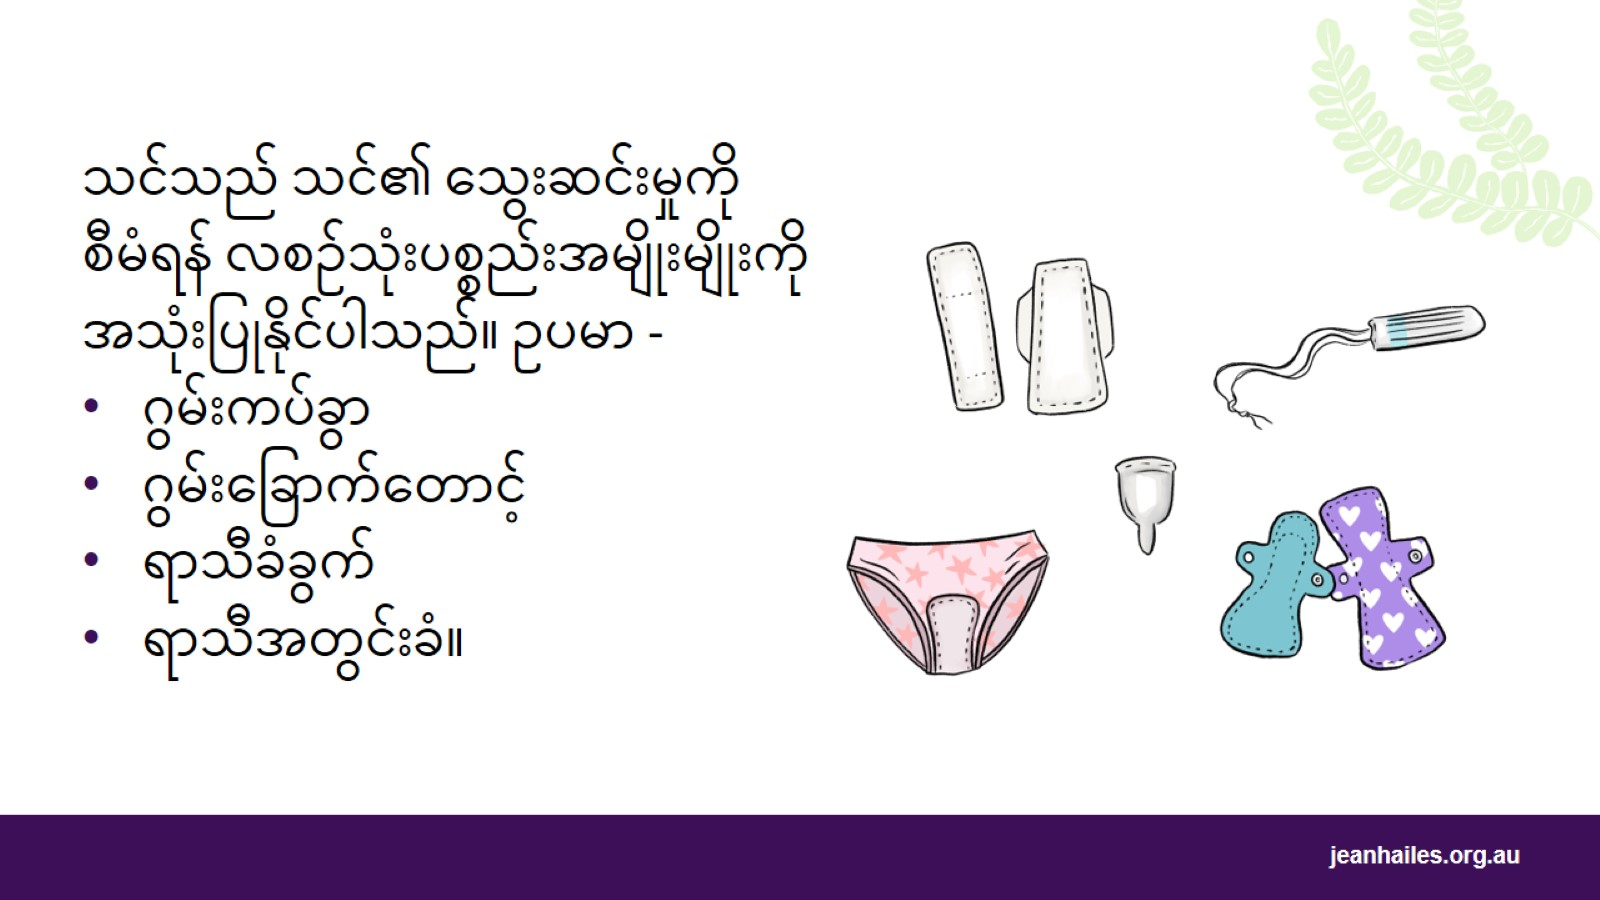 သင်သည် သင်၏ သွေးဆင်းမှုကို
စီမံရန် လစဉ်သုံးပစ္စည်းအမျိုးမျိုးကို
အသုံးပြုနိုင်ပါသည်။ ဥပမာ -
• ဂွမ်းကပ်ခွာ
• ဂွမ်းခြောက်တောင့်
• ရာသီခံခွက်
• ရာသီအတွင်းခံ။
jeanhailes.org.au